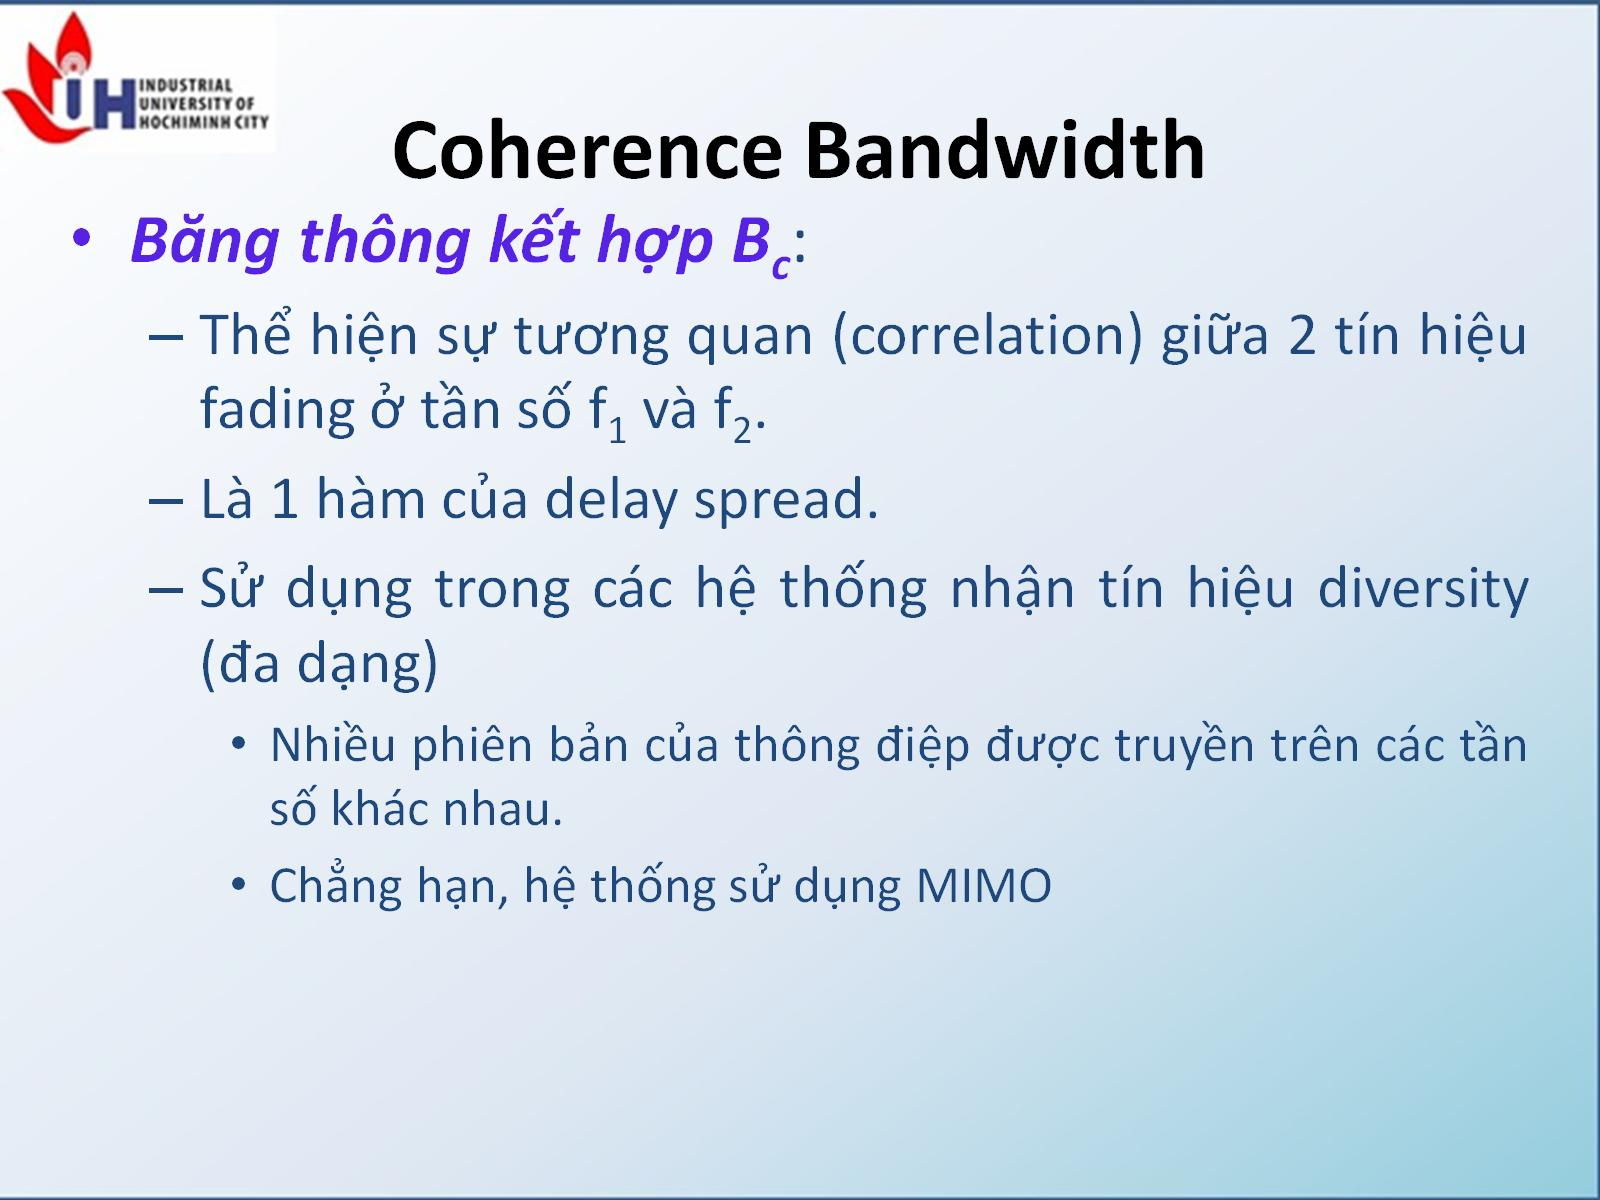 INDUSTRIAL
UNIVERSITY OF
HOCHIMINH CITY
IUH
Coherence Bandwidth
• Băng thông kết hợp Bc:
– Thể hiện sự tương quan (correlation) giữa 2 tín hiệu
fading ở tần số f1 và f2.
– Là 1 hàm của delay spread.
– Sử dụng trong các hệ thống nhận tín hiệu diversity
(đa dạng)
• Nhiều phiên bản của thông điệp được truyền trên các tần
số khác nhau.
• Chẳng hạn, hệ thống sử dụng MIMO